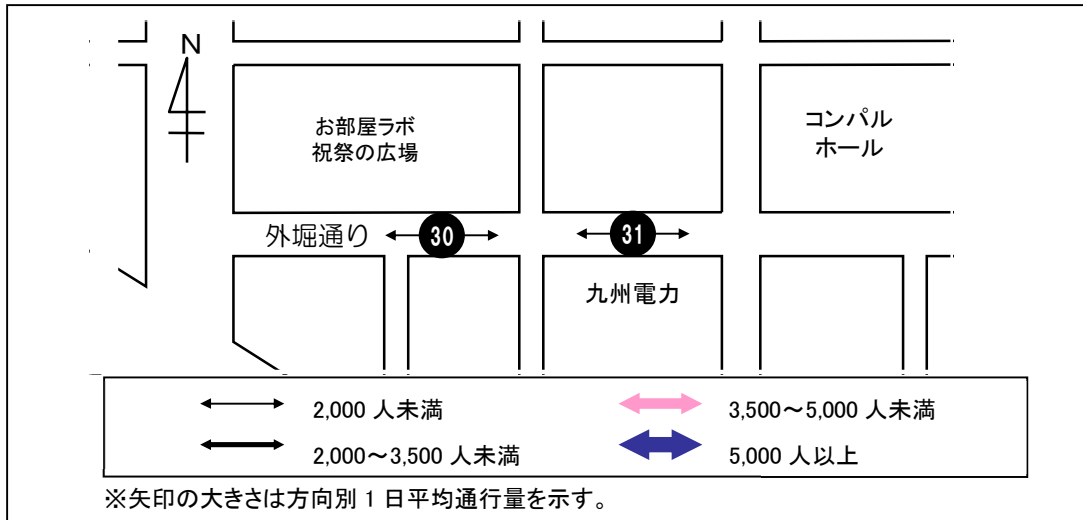 N
お部屋ラボ
祝祭の広場
コンパル
ホール
外堀通り
30
31
九州電力
2,000 人未満
3,500～5,000 人未満
2,000～3,500 人未満
5,000 人以上
※矢印の大きさは方向別 1 日平均通行量を示す。